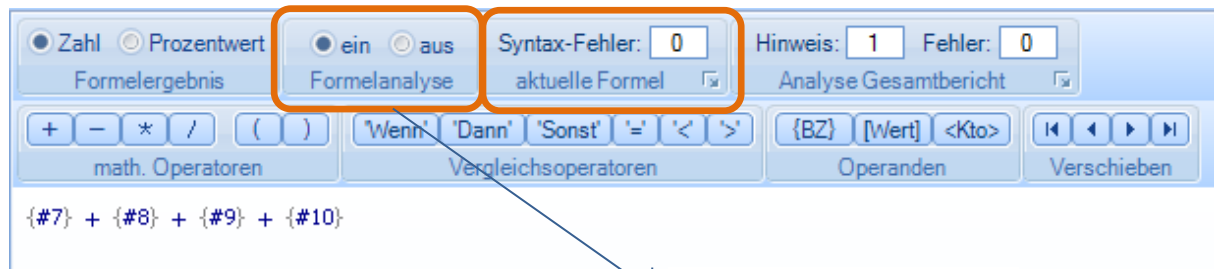 Zahl Prozentwert ein aus Syntax-Fehler: 0 Hinweis: 1 Fehler: 0
Formelergebnis Formelanalyse aktuelle Formel Analyse Gesamtbericht
+ − * / ( ) 'Wenn' 'Dann' 'Sonst' '=' '<' '>' {BZ} [Wert] <Kto>
math. Operatoren Vergleichsoperatoren Operanden Verschieben
{#7} + {#8} + {#9} + {#10}